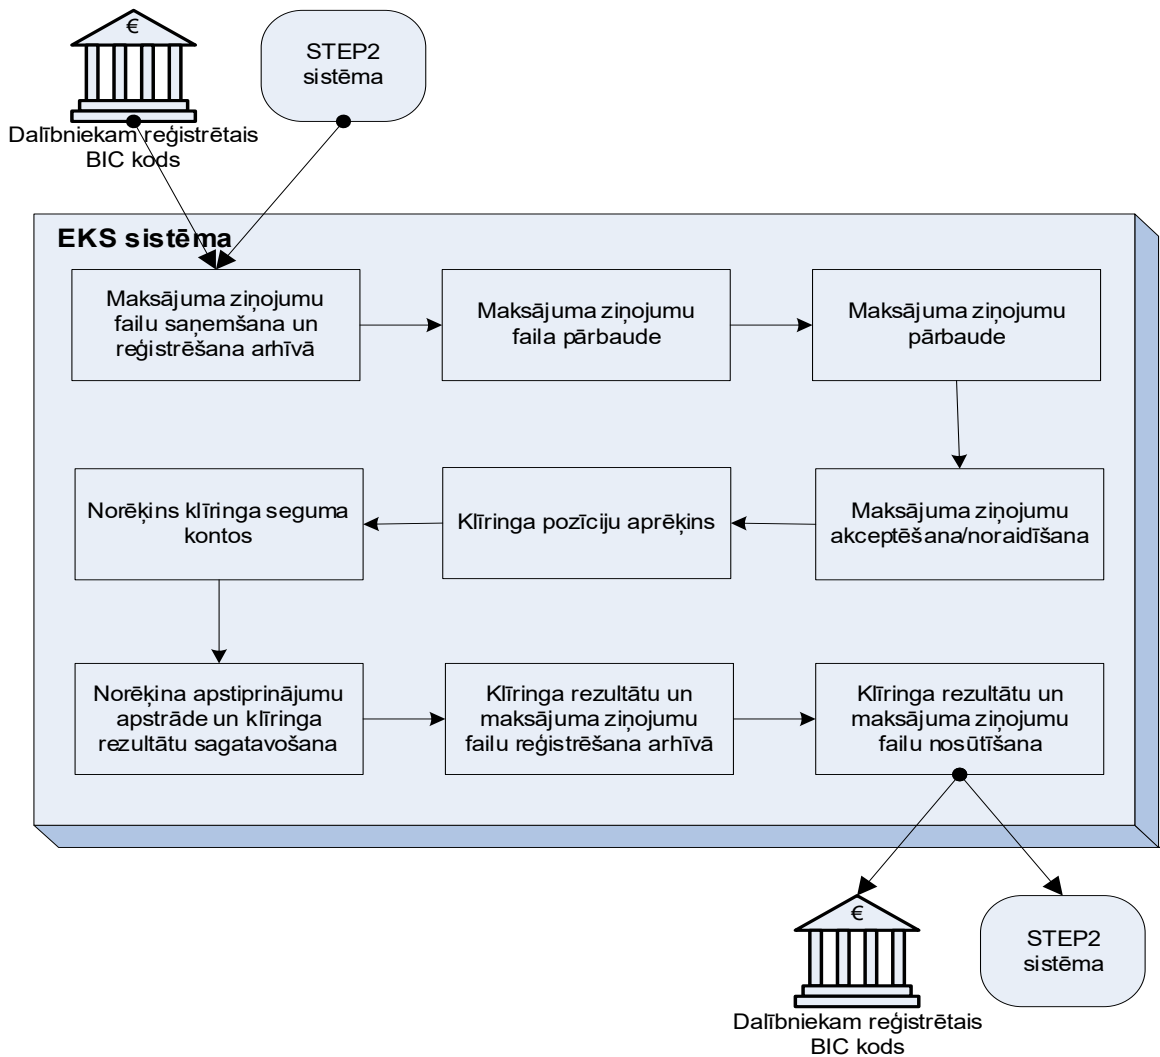 €
STEP2
sistēma
Dalībniekam reģistrētais
BIC kods
EKS sistēma
Maksājuma ziņojumu
failu saņemšana un
reģistrēšana arhīvā
Maksājuma ziņojumu
faila pārbaude
Maksājuma ziņojumu
pārbaude
Norēķins klīringa seguma
kontos
Klīringa pozīciju aprēķins
Maksājuma ziņojumu
akceptēšana/noraidīšana
Norēķina apstiprinājumu
apstrāde un klīringa
rezultātu sagatavošana
Klīringa rezultātu un
maksājuma ziņojumu
failu reģistrēšana arhīvā
Klīringa rezultātu un
maksājuma ziņojumu
failu nosūtīšana
€
STEP2
sistēma
Dalībniekam reģistrētais
BIC kods